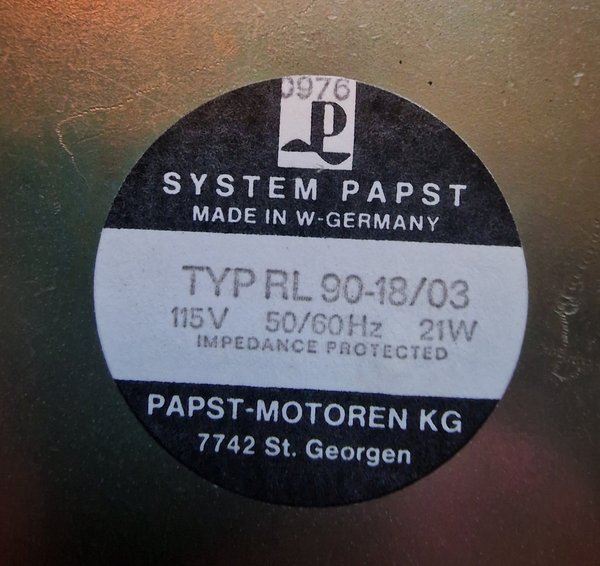 0976
P
SYSTEM PAPST
MADE IN W-GERMANY
TYP RL 90-18/03
115V 50/60Hz 21W
IMPEDANCE PROTECTED
PAPST-MOTOREN KG
7742 St. Georgen